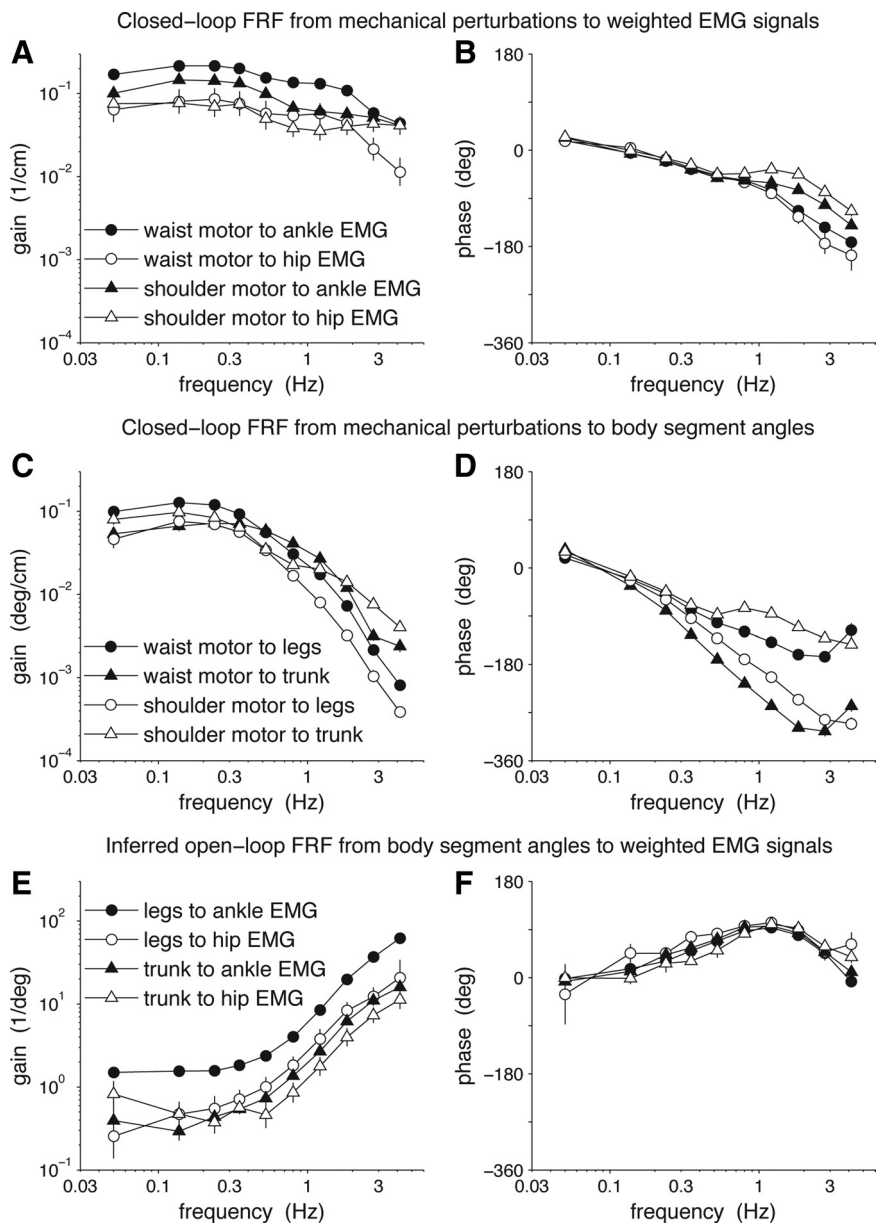 Closed–loop FRF from mechanical perturbations to weighted EMG signals
A
B
gain (1/cm)
10⁻¹
10⁻²
10⁻³
10⁻⁴
waist motor to ankle EMG
waist motor to hip EMG
shoulder motor to ankle EMG
shoulder motor to hip EMG
0.03 0.1 0.3 1 3
frequency (Hz)
phase (deg)
180
0
−180
−360
0.03 0.1 0.3 1 3
frequency (Hz)
Closed–loop FRF from mechanical perturbations to body segment angles
C
D
gain (deg/cm)
10⁻¹
10⁻²
10⁻³
10⁻⁴
waist motor to legs
waist motor to trunk
shoulder motor to legs
shoulder motor to trunk
0.03 0.1 0.3 1 3
frequency (Hz)
phase (deg)
180
0
−180
−360
0.03 0.1 0.3 1 3
frequency (Hz)
Inferred open–loop FRF from body segment angles to weighted EMG signals
E
F
gain (1/deg)
10²
10¹
10⁰
10⁻¹
legs to ankle EMG
legs to hip EMG
trunk to ankle EMG
trunk to hip EMG
0.03 0.1 0.3 1 3
frequency (Hz)
phase (deg)
180
0
−180
−360
0.03 0.1 0.3 1 3
frequency (Hz)